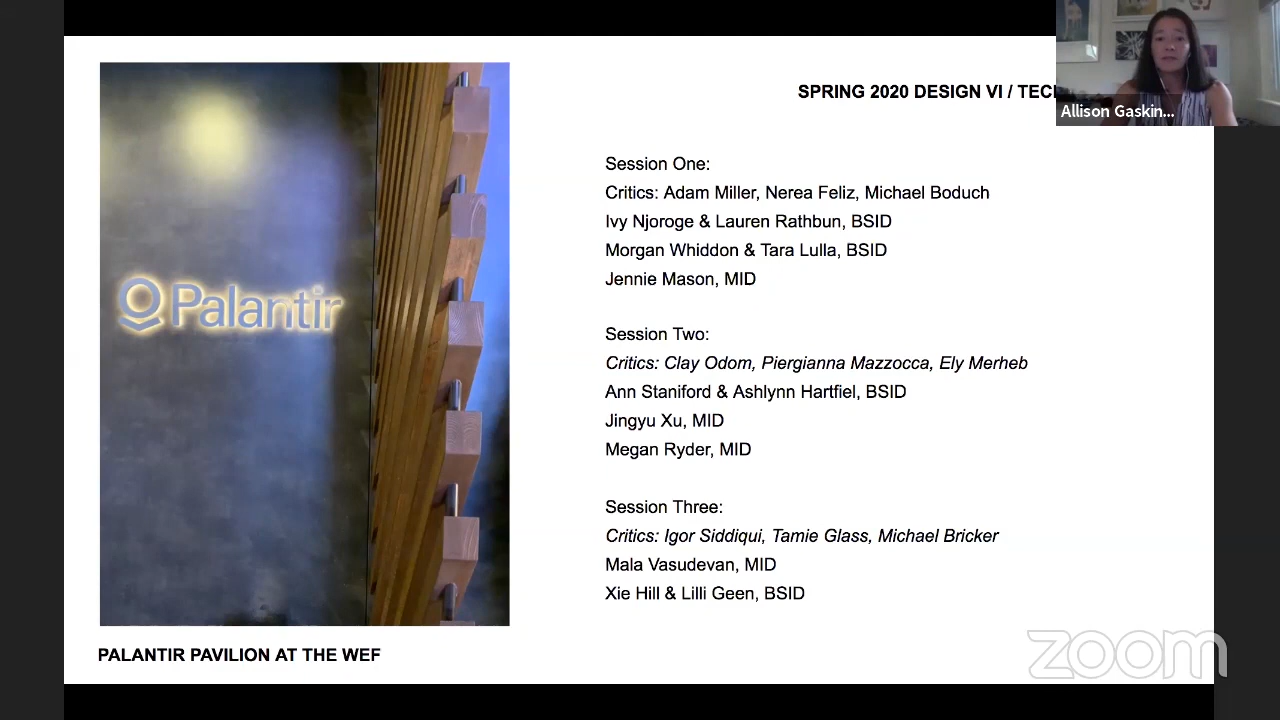 SPRING 2020 DESIGN VI /
Allison Gaskin...
Session One:
Critics: Adam Miller, Nerea Feliz, Michael Boduch
Ivy Njoroge & Lauren Rathbun, BSID
Morgan Whiddon & Tara Lulla, BSID
Jennie Mason, MID
Palantir
Session Two:
Critics: Clay Odom, Piergianna Mazzocca, Ely Merheb
Ann Staniford & Ashlynn Hartfiel, BSID
Jingyu Xu, MID
Megan Ryder, MID
Session Three:
Critics: Igor Siddiqui, Tamie Glass, Michael Bricker
Mala Vasudevan, MID
Xie Hill & Lilli Geen, BSID
PALANTIR PAVILION AT THE WEF
zoom